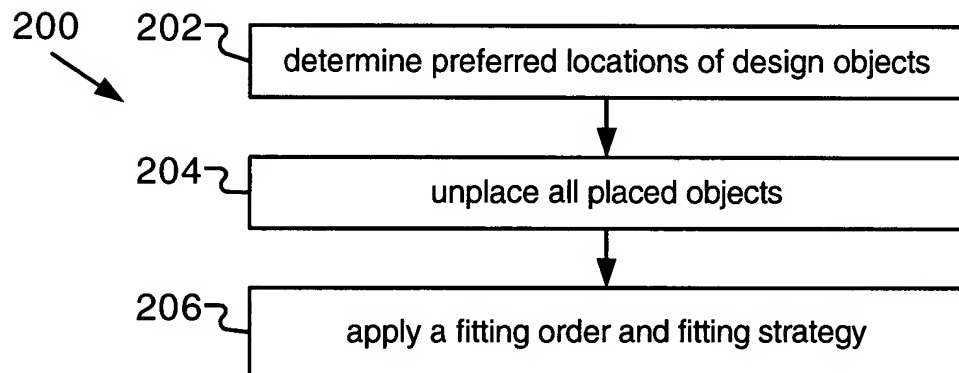 200
202
determine preferred locations of design objects
204
unplace all placed objects
206
apply a fitting order and fitting strategy